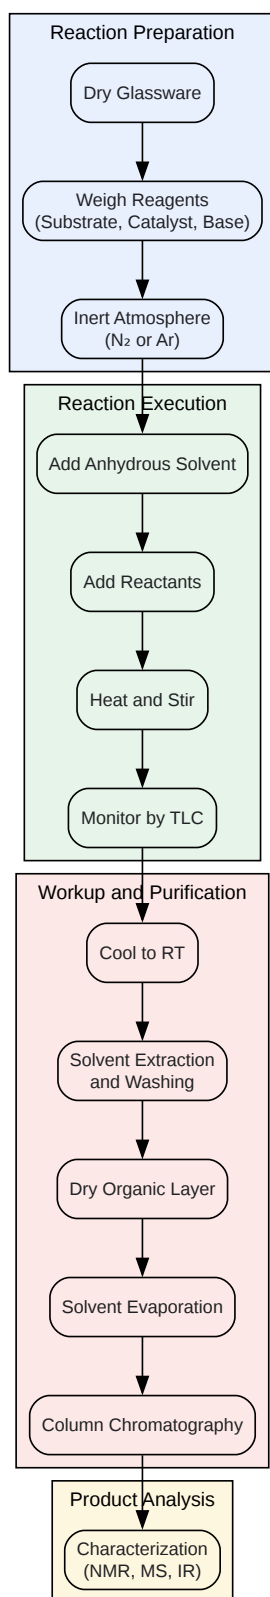 Reaction Preparation
Dry Glassware
Weigh Reagents
(Substrate, Catalyst, Base)
Inert Atmosphere
(N₂ or Ar)
Reaction Execution
Add Anhydrous Solvent
Add Reactants
Heat and Stir
Monitor by TLC
Workup and Purification
Cool to RT
Solvent Extraction
and Washing
Dry Organic Layer
Solvent Evaporation
Column Chromatography
Product Analysis
Characterization
(NMR, MS, IR)